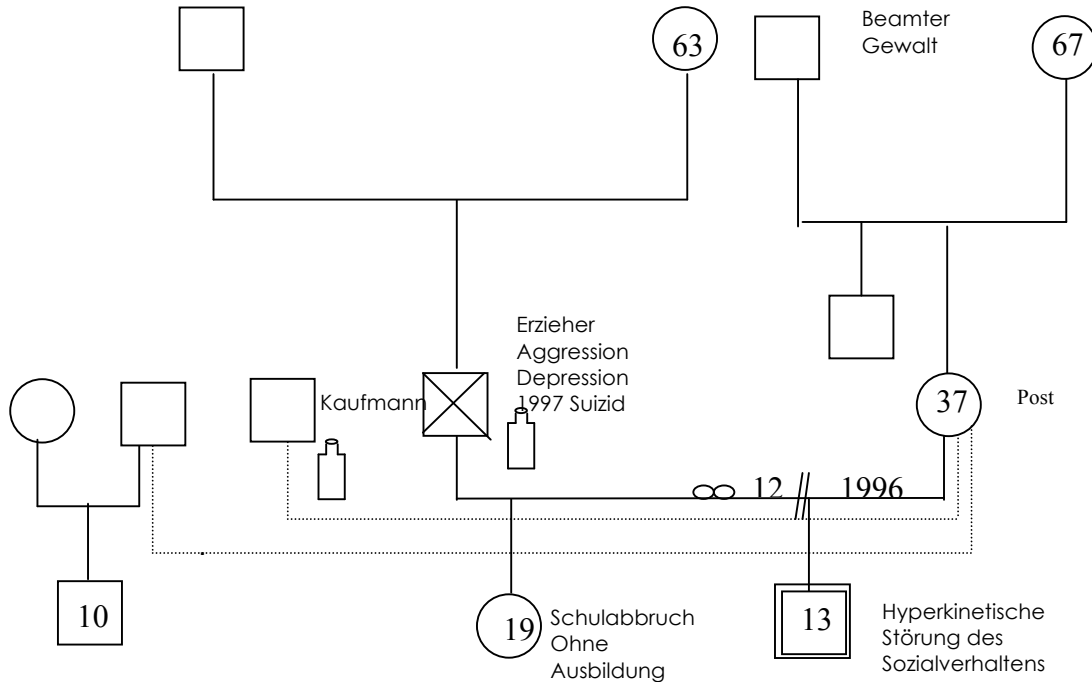 63
Beamter
Gewalt
67
Erzieher
Aggression
Depression
1997 Suizid
Kaufmann
37
Post
12 1996
10
19
Schulabbruch
Ohne
Ausbildung
13
Hyperkinetische
Störung des
Sozialverhaltens